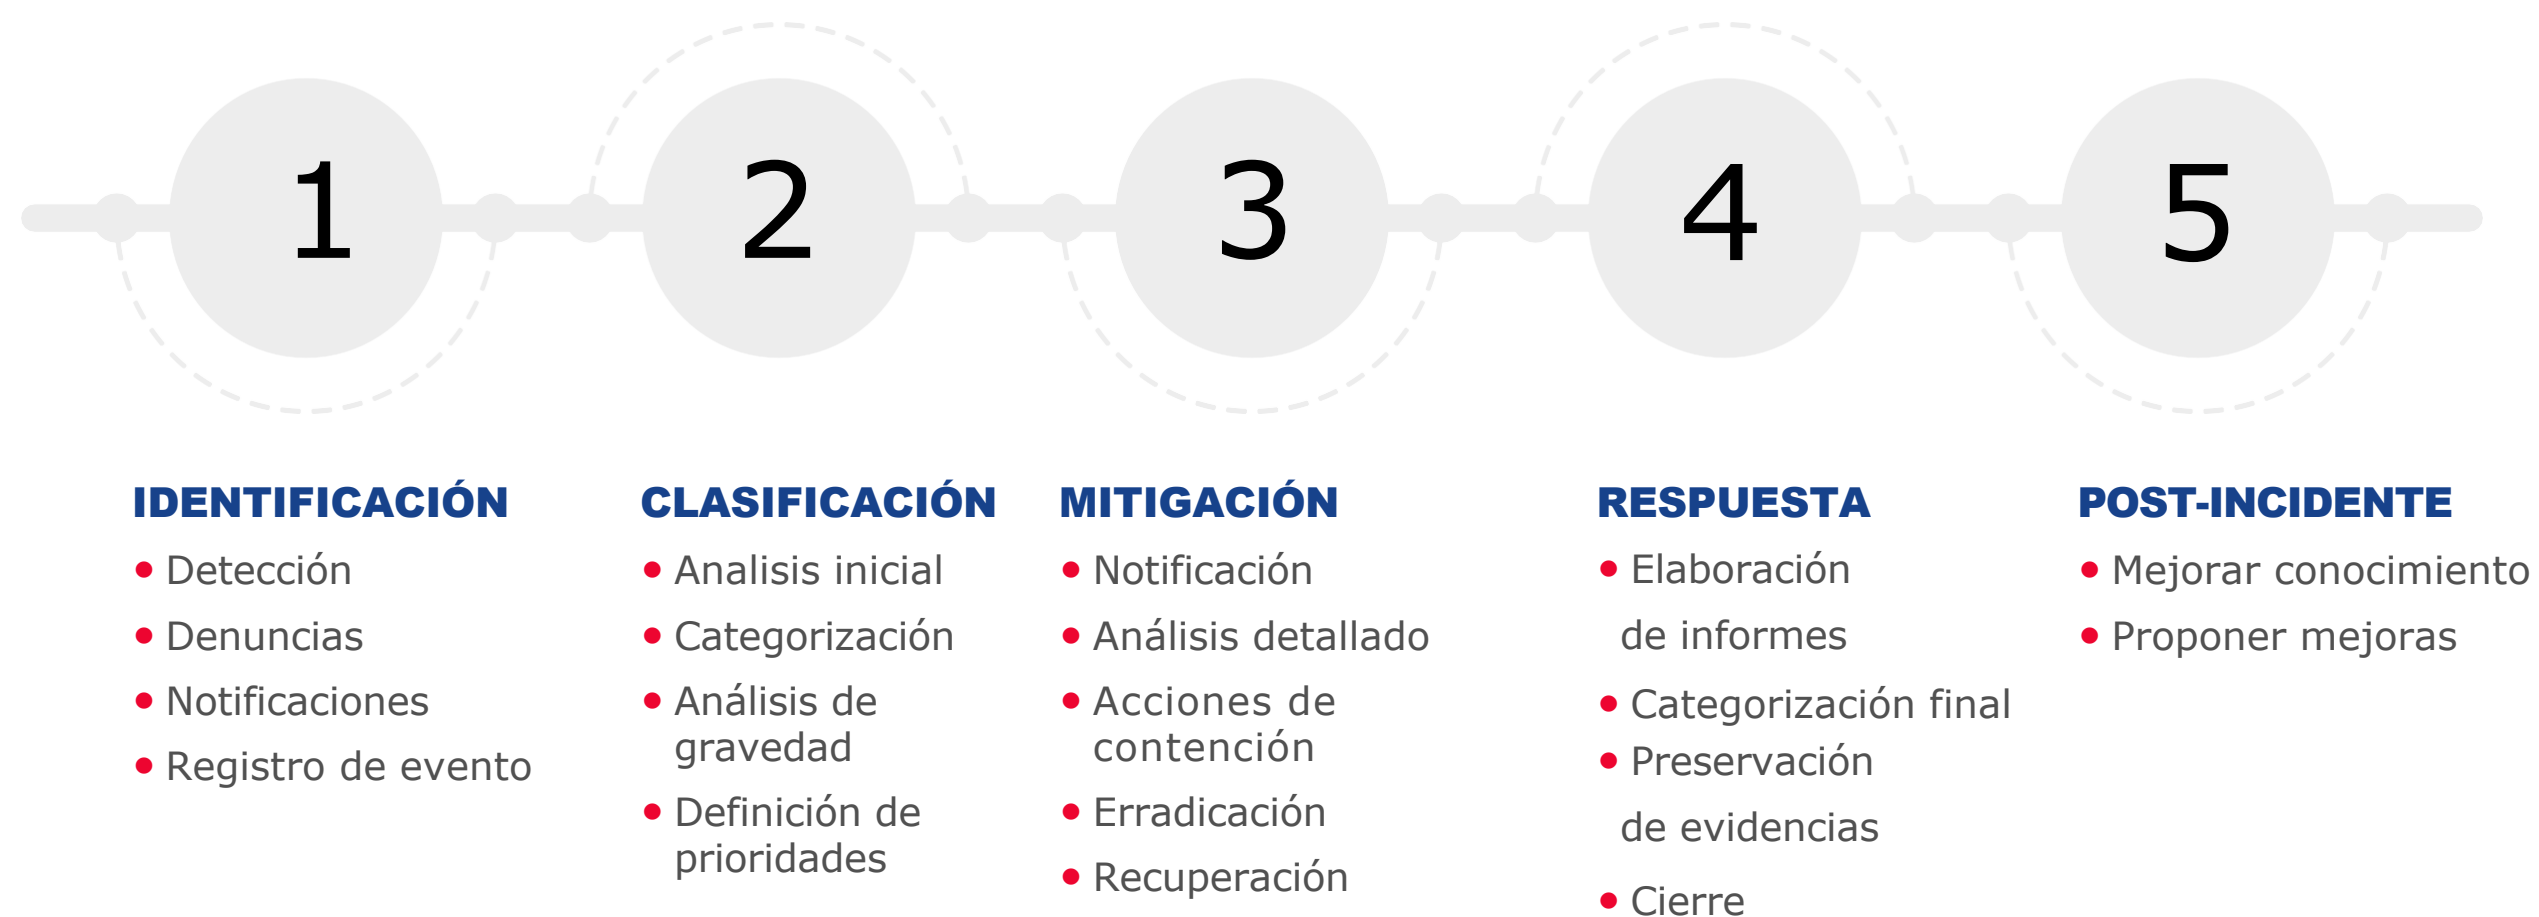 1
2
3
4
5
IDENTIFICACIÓN
• Detección
• Denuncias
• Notificaciones
• Registro de evento
CLASIFICACIÓN
• Analisis inicial
• Categorización
• Análisis de
gravedad
• Definición de
prioridades
MITIGACIÓN
• Notificación
• Análisis detallado
• Acciones de
contención
• Erradicación
• Recuperación
RESPUESTA
• Elaboración
de informes
• Categorización final
• Preservación
de evidencias
• Cierre
POST-INCIDENTE
• Mejorar conocimiento
• Proponer mejoras